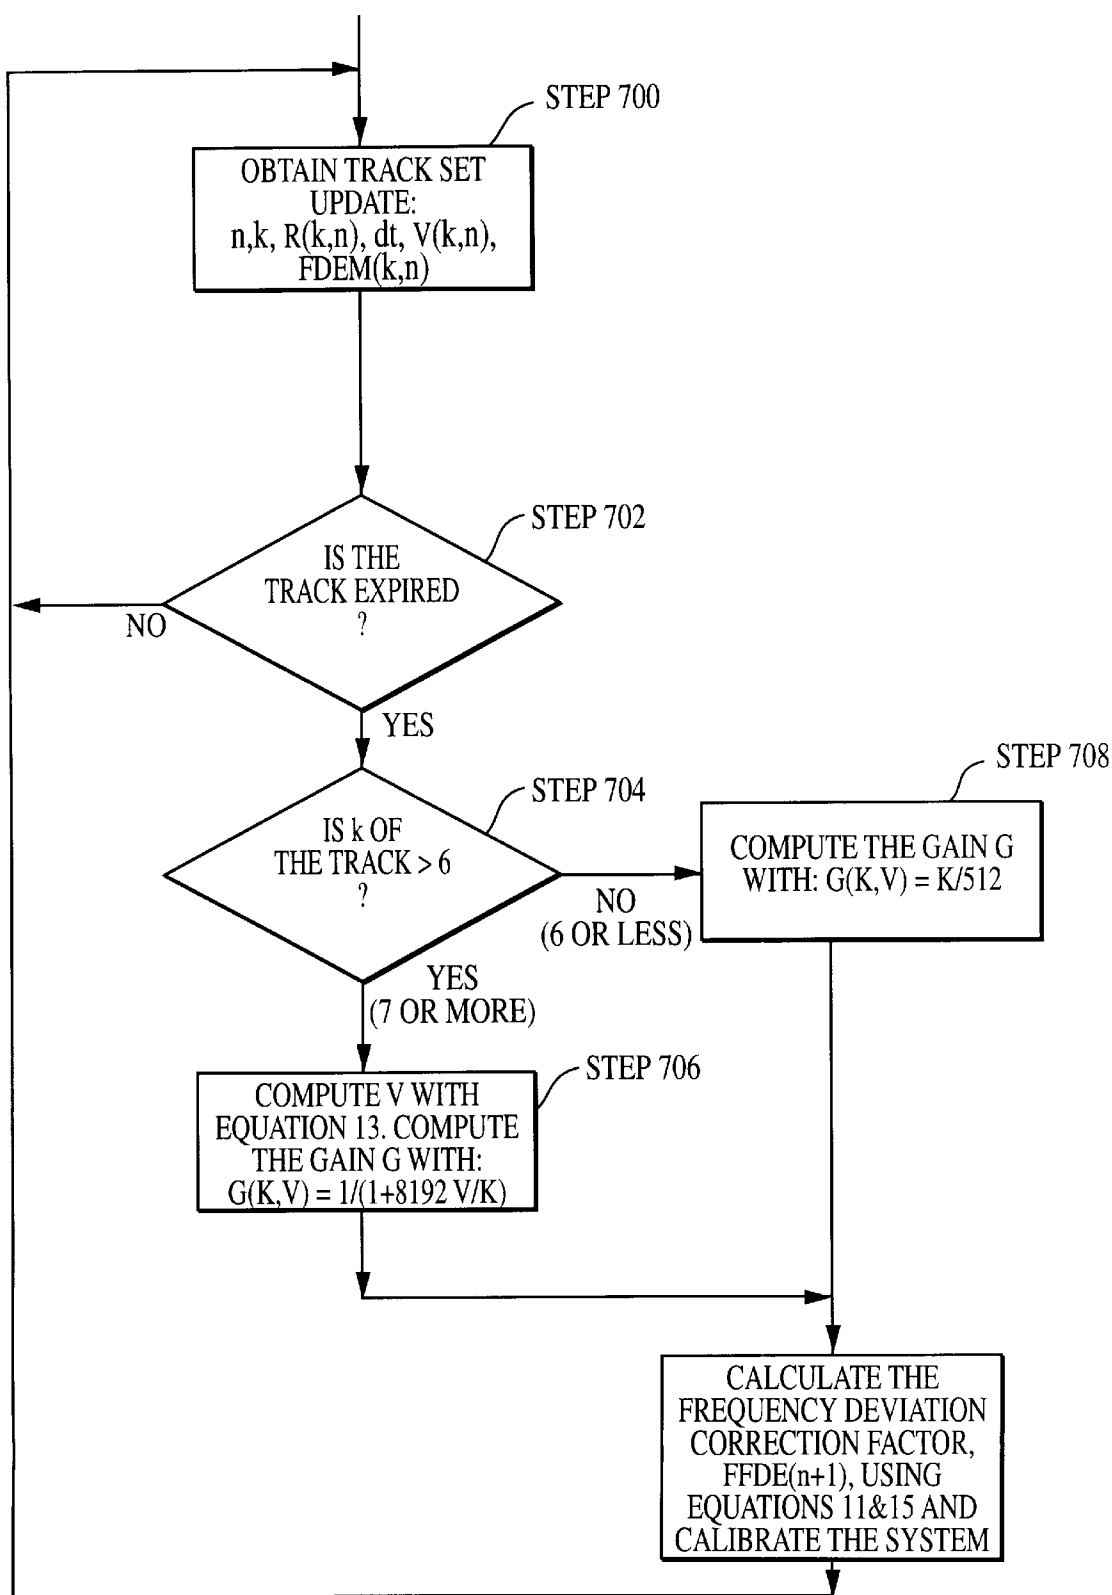 STEP 700
OBTAIN TRACK SET
UPDATE:
n,k, R(k,n), dt, V(k,n),
FDEM(k,n)
STEP 702
IS THE
TRACK EXPIRED
?
NO
YES
STEP 704
IS k OF
THE TRACK > 6
?
NO
(6 OR LESS)
STEP 708
COMPUTE THE GAIN G
WITH: G(K,V) = K/512
YES
(7 OR MORE)
STEP 706
COMPUTE V WITH
EQUATION 13. COMPUTE
THE GAIN G WITH:
G(K,V) = 1/(1+8192 V/K)
CALCULATE THE
FREQUENCY DEVIATION
CORRECTION FACTOR,
FFDE(n+1), USING
EQUATIONS 11&15 AND
CALIBRATE THE SYSTEM